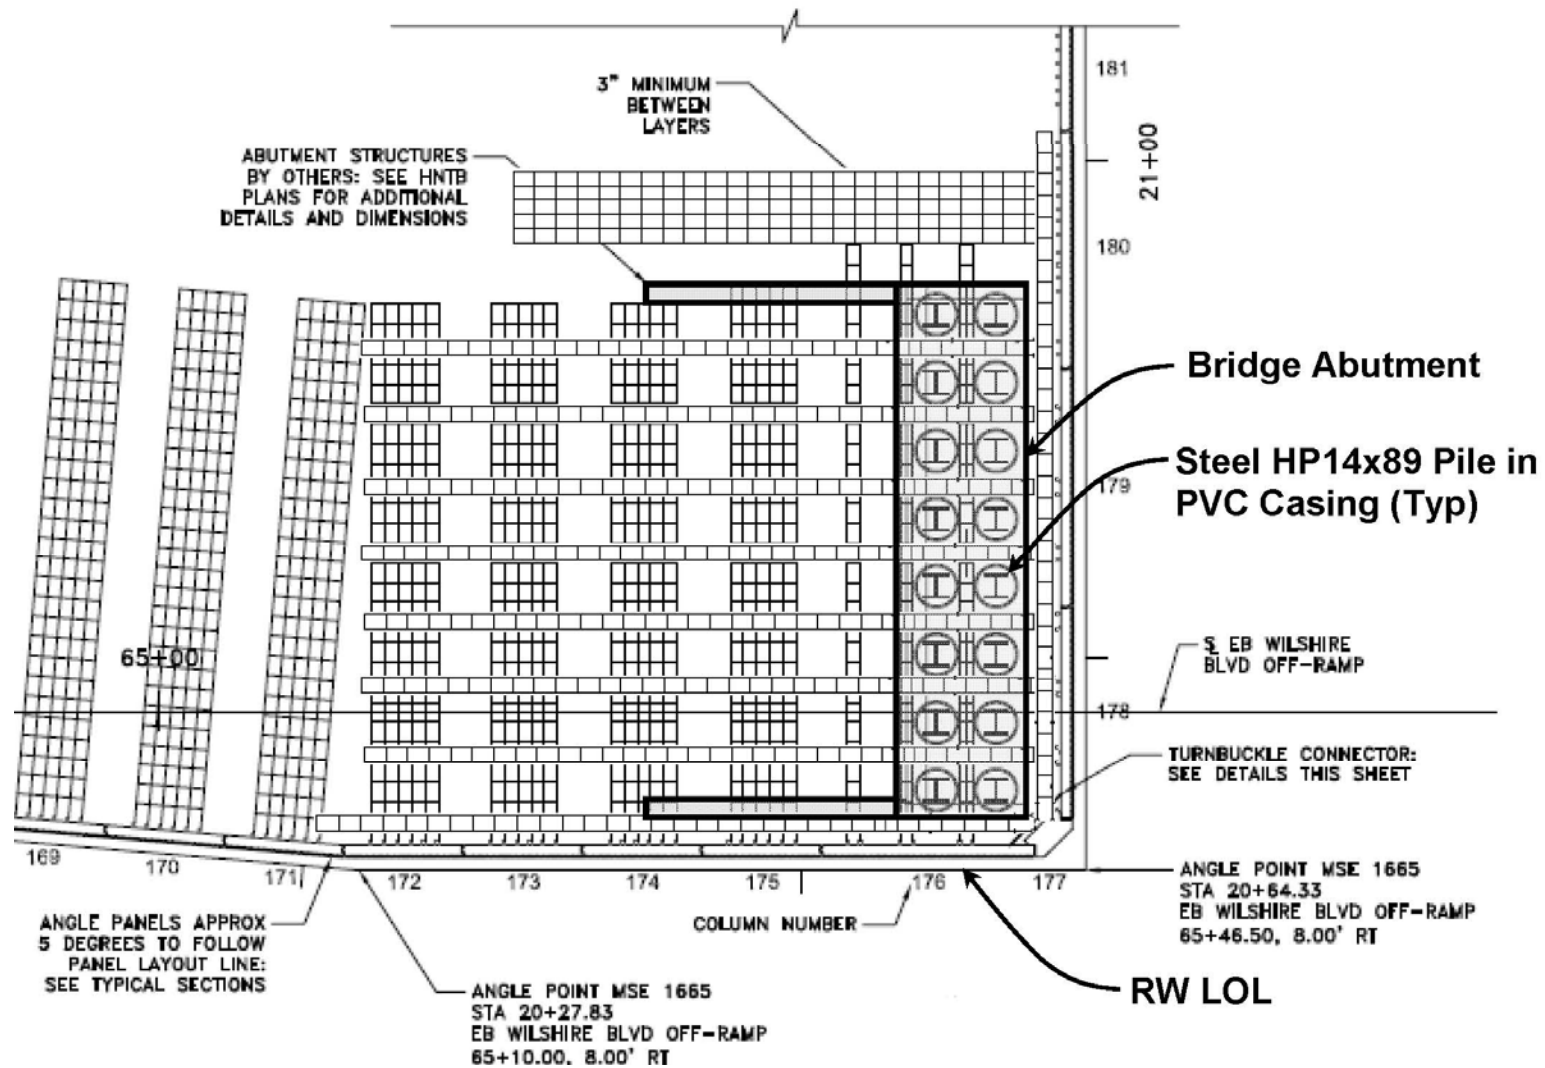 181
3" MINIMUM
BETWEEN
LAYERS
21+00
ABUTMENT STRUCTURES
BY OTHERS: SEE HNTB
PLANS FOR ADDITIONAL
DETAILS AND DIMENSIONS
180
Bridge Abutment
Steel HP14x89 Pile in
PVC Casing (Typ)
179
65+00
EB WILSHIRE
BLVD OFF-RAMP
178
TURNBUCKLE CONNECTOR:
SEE DETAILS THIS SHEET
169
170
171
172
173
174
175
176
177
ANGLE POINT MSE 1665
STA 20+64.33
EB WILSHIRE BLVD OFF-RAMP
65+46.50, 8.00' RT
COLUMN NUMBER
ANGLE PANELS APPROX
5 DEGREES TO FOLLOW
PANEL LAYOUT LINE:
SEE TYPICAL SECTIONS
RW LOL
ANGLE POINT MSE 1665
STA 20+27.83
EB WILSHIRE BLVD OFF-RAMP
65+10.00, 8.00' RT